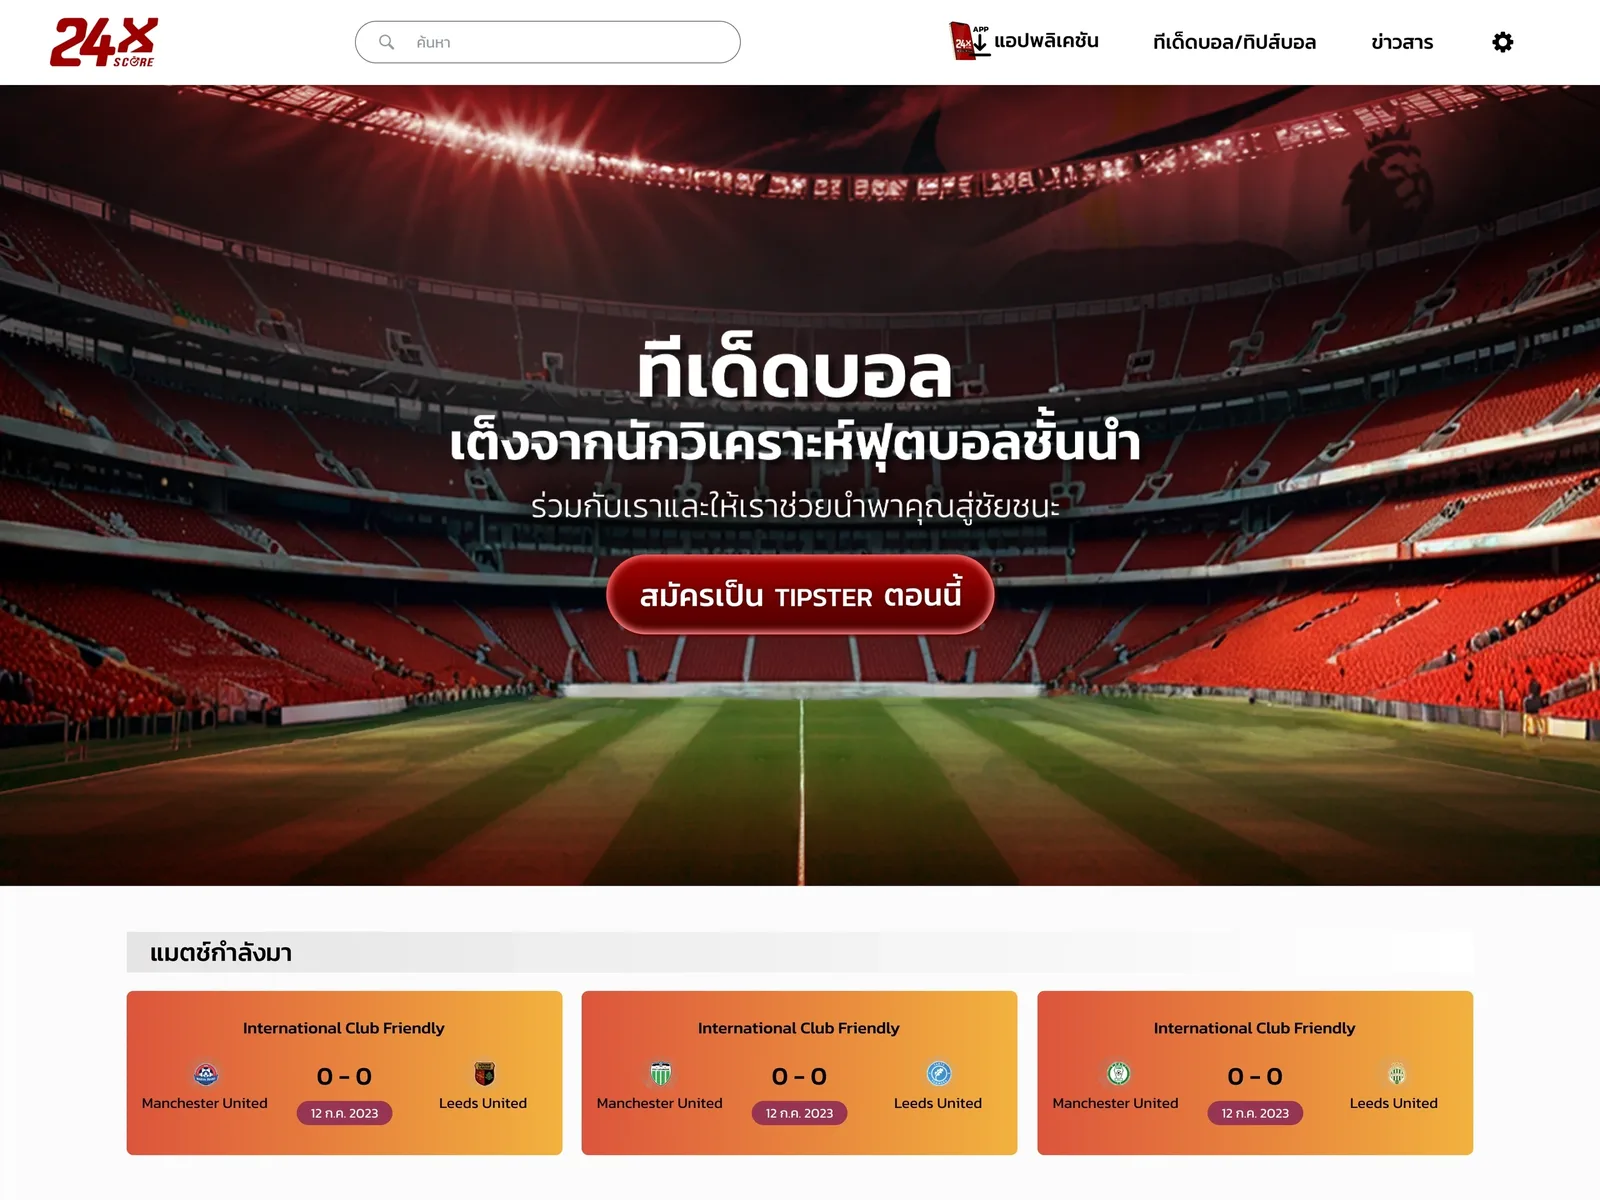 24x
SCORE
ค้นหา
APP
24x
แอปพลิเคชัน
ทีเด็ดบอล/ทิปส์บอล
ข่าวสาร
ทีเด็ดบอล
เต็งจากนักวิเคราะห์ฟุตบอลชั้นนำ
ร่วมกับเราและให้เราช่วยนำพาคุณสู่ชัยชนะ
สมัครเป็น TIPSTER ตอนนี้
แมตช์กำลังมา
International Club Friendly
0 - 0
Manchester United
Leeds United
12 ก.ค. 2023
International Club Friendly
0 - 0
Manchester United
Leeds United
12 ก.ค. 2023
International Club Friendly
0 - 0
Manchester United
Leeds United
12 ก.ค. 2023